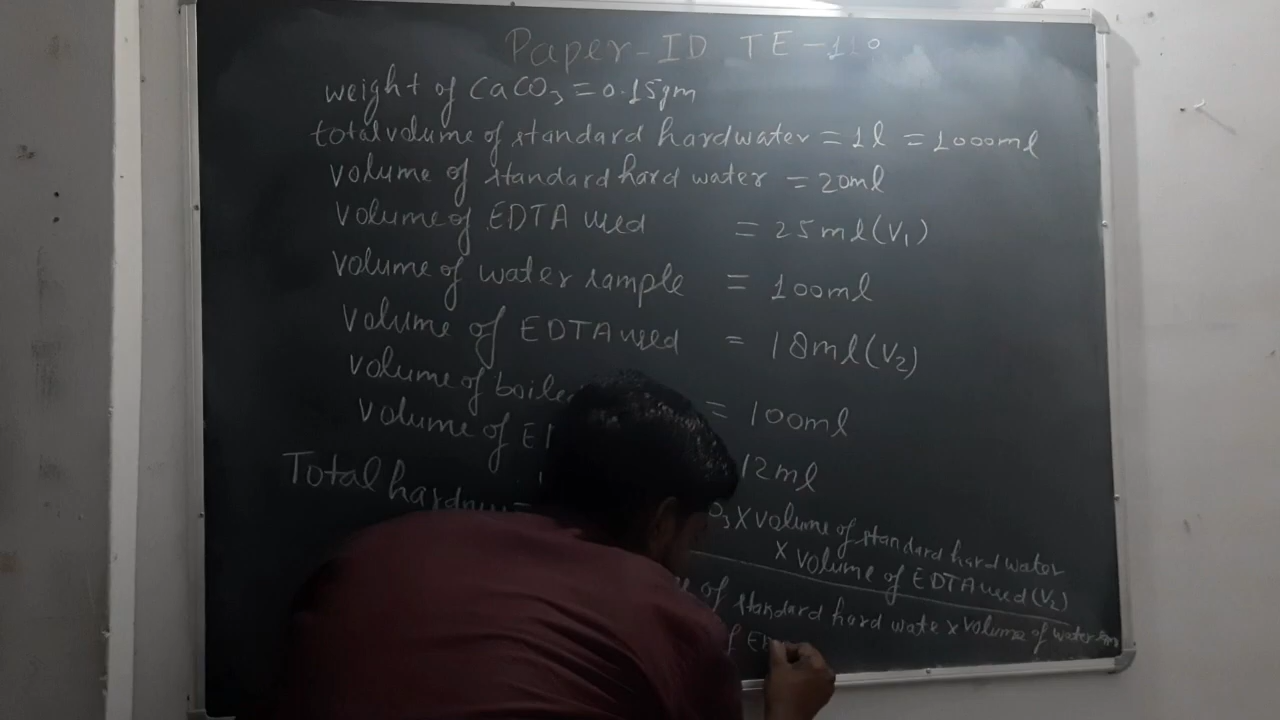 Paper-ID TE-110
weight of CaCO3 = 0.15gm
total volume of standard hardwater = 1l = 1000ml
volume of standard hard water = 20ml
volume of EDTA used = 25ml(V1)
volume of water sample = 100ml
volume of EDTA used = 18ml(V2)
volume of = 100ml
volume of 12ml
Total hardness =
X volume of standard hard water
X volume of EDTA used (V2)
of standard hard wate x volume of water